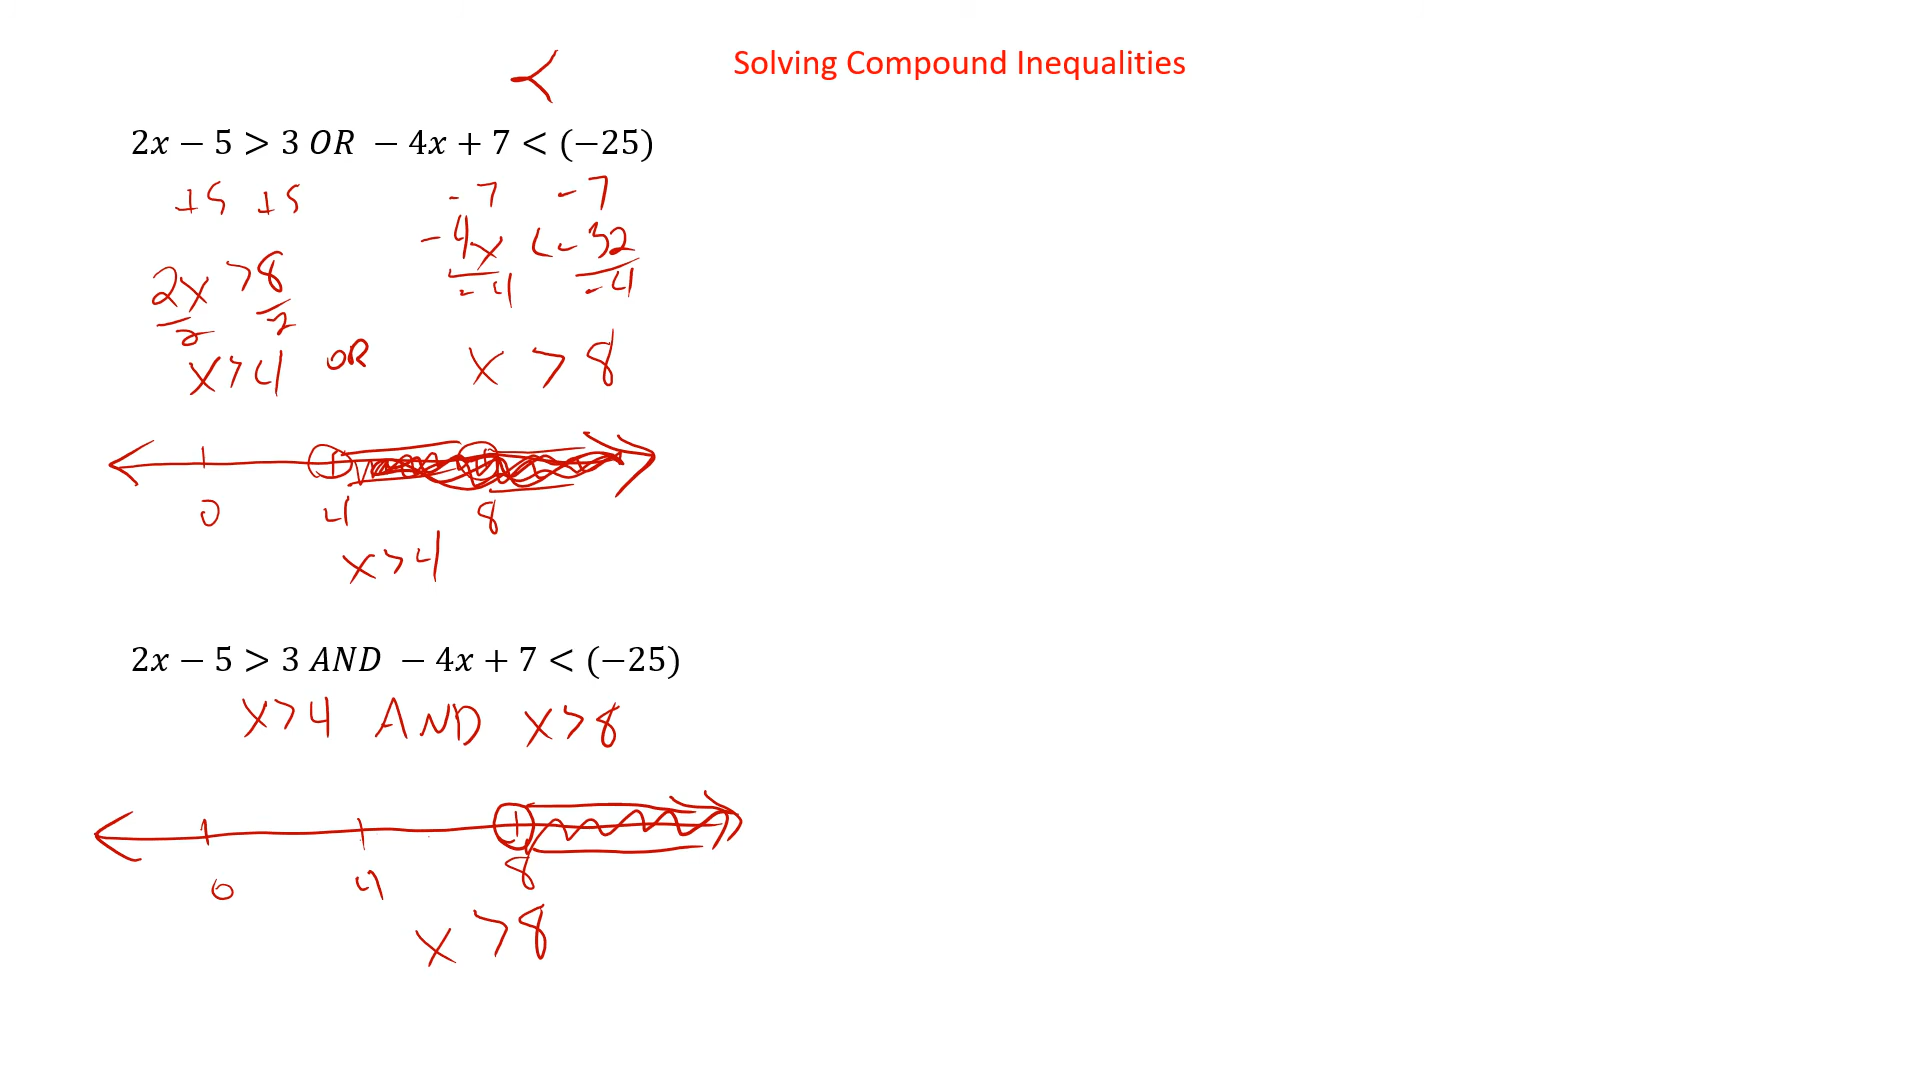 Solving Compound Inequalities
<
2x − 5 > 3 OR − 4x + 7 < (−25)
+5 +5 -7 -7
-4x < -32
-4 -4
2x > 8
2 2
x > 4 OR x > 8
0 4 8
x > 4
2x − 5 > 3 AND − 4x + 7 < (−25)
x > 4 AND x > 8
0 4 8
x > 8